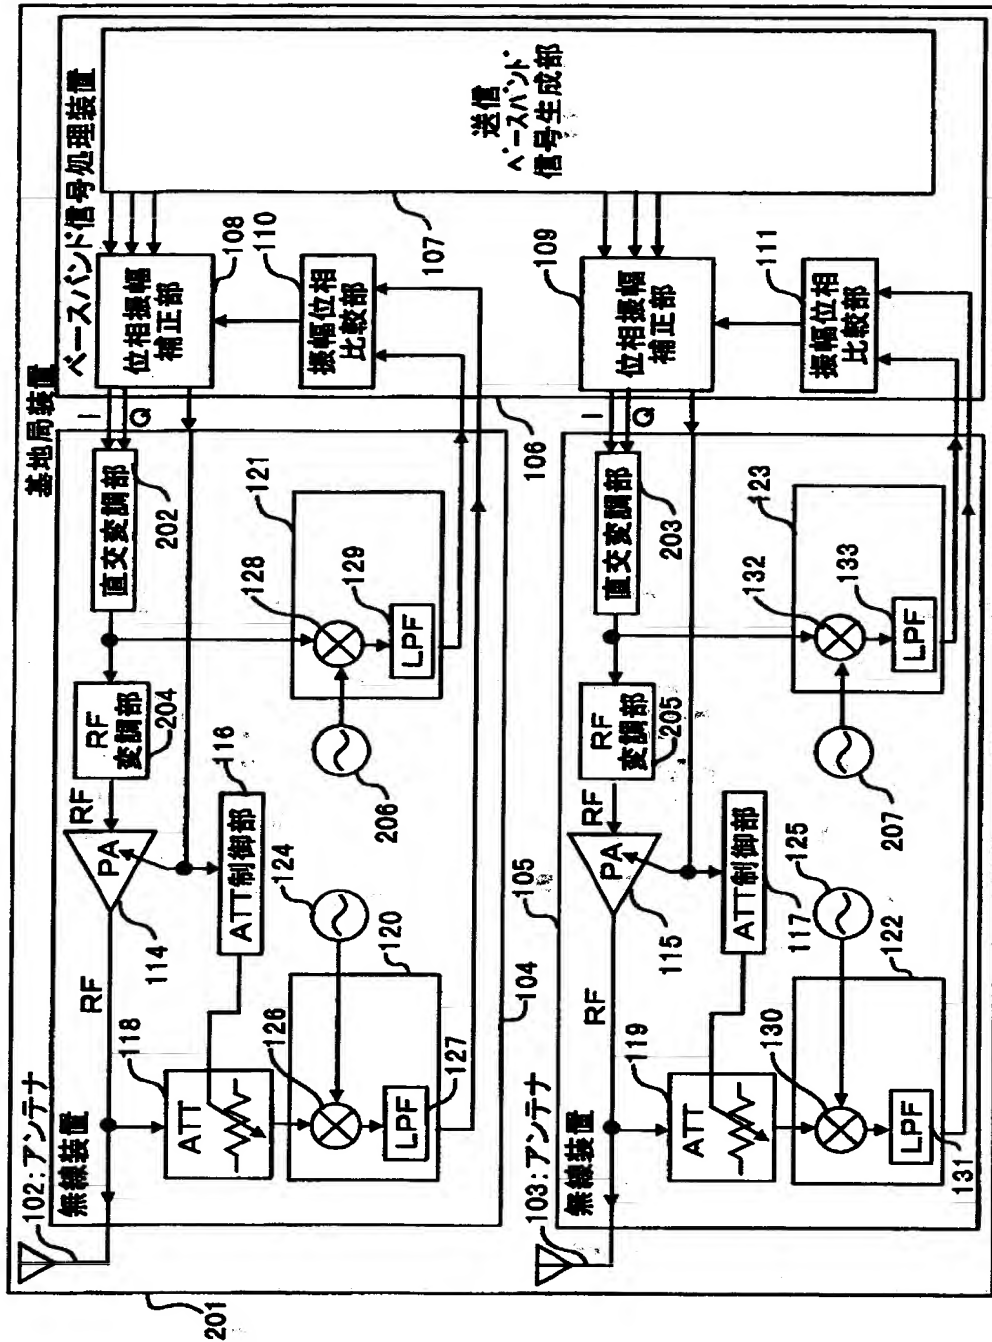 基地局装置
201
102:アンテナ
無線装置
RF
114
PA
RF
RF
変調部
204
直交変調部
202
I
Q
118
ATT
116
ATT制御部
124
126
LPF
127
120
104
206
128
129
LPF
121
ベースバンド信号処理装置
106
位相振幅
補正部
108
振幅位相
比較部
110
107
送信
ベースバンド
信号生成部
103:アンテナ
無線装置
105
RF
115
PA
RF
RF
変調部
205
直交変調部
203
I
Q
119
ATT
117
ATT制御部
125
130
LPF
131
122
207
132
133
LPF
123
位相振幅
補正部
109
振幅位相
比較部
111